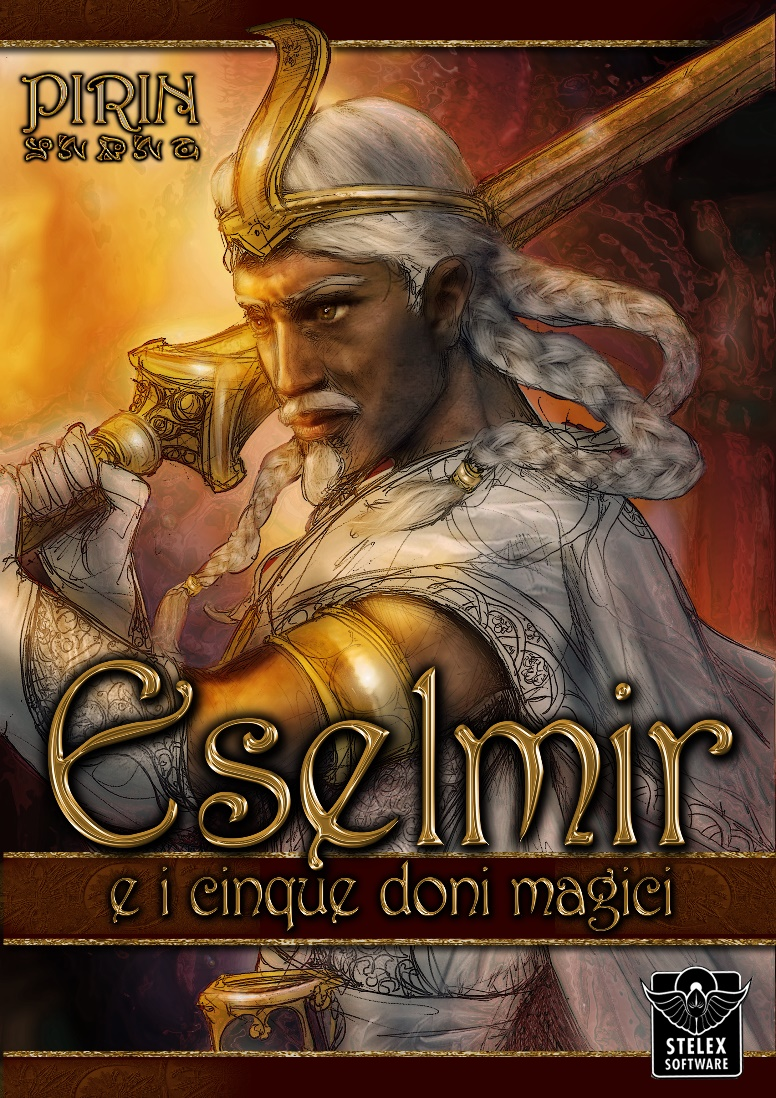 PIRIN
Eselmir
e i cinque doni magici
STELEX
SOFTWARE